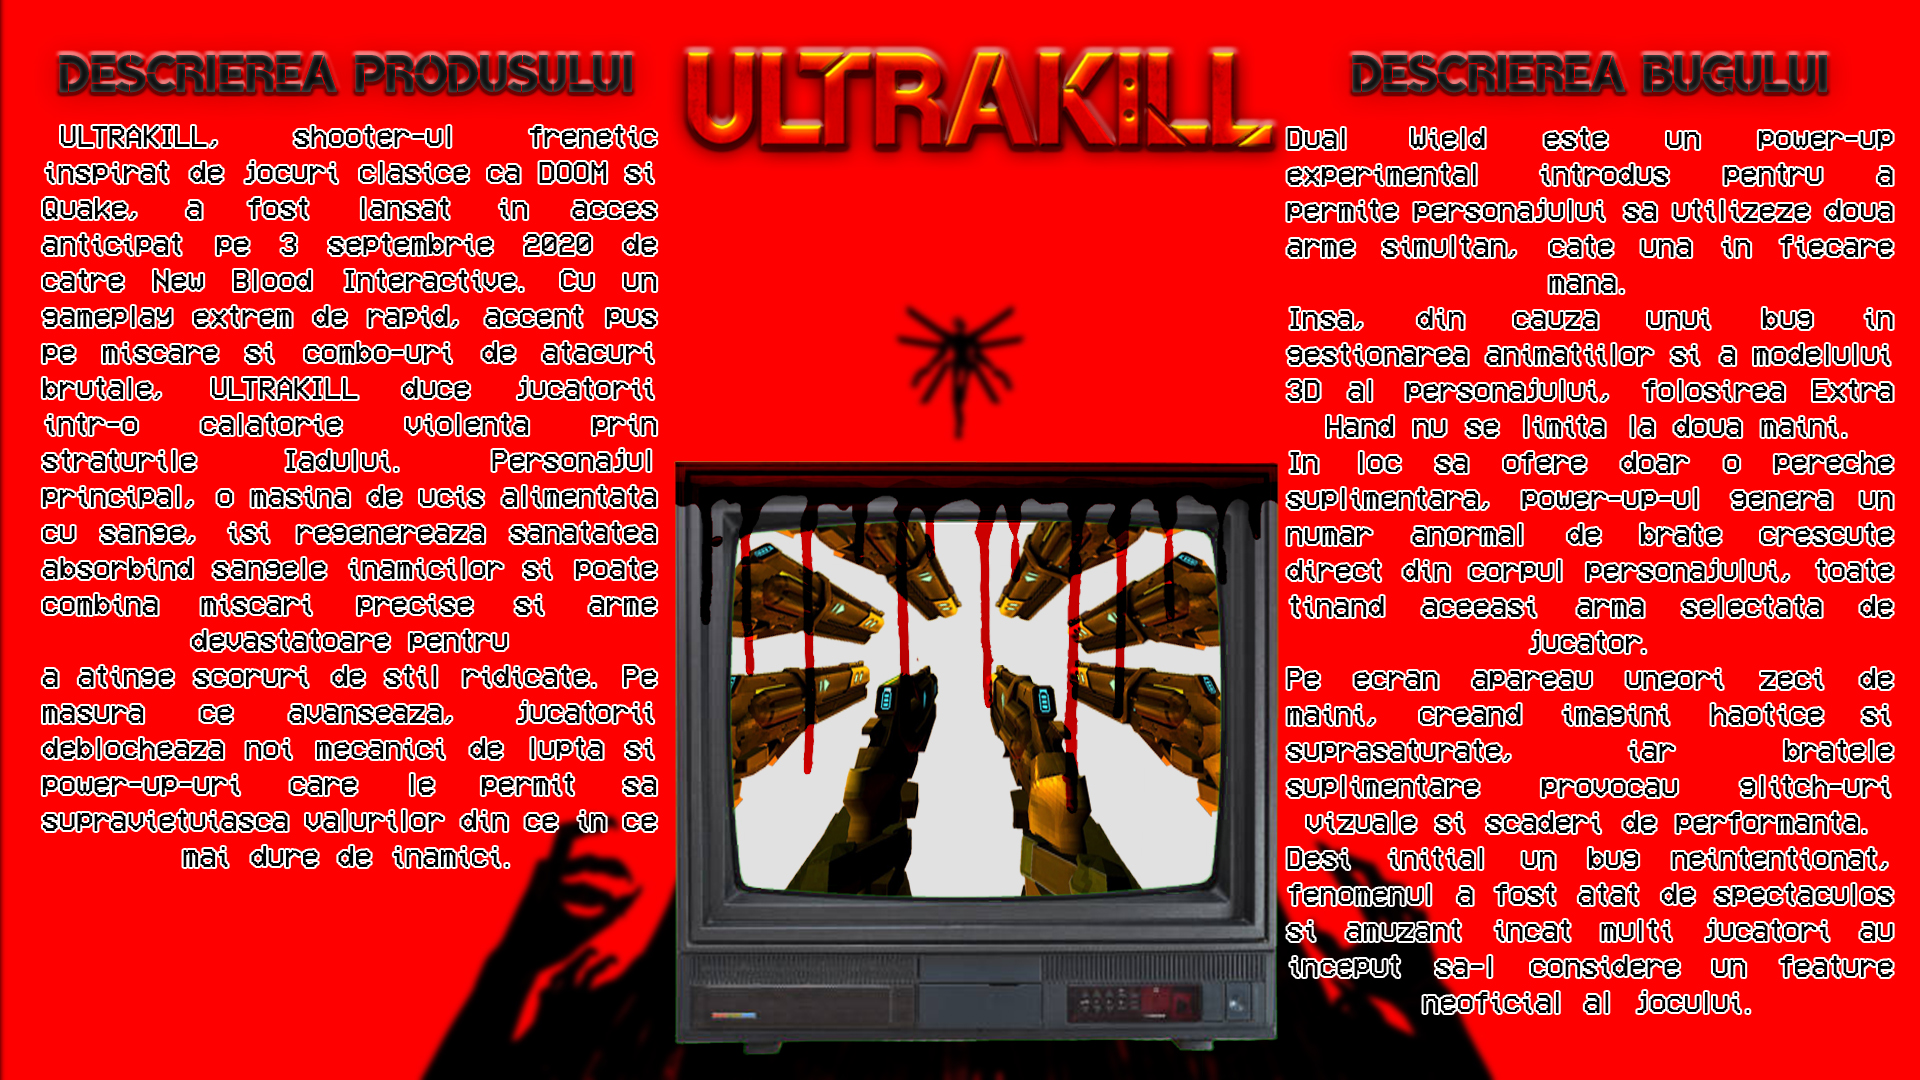 DESCRIEREA PRODUSULUI
ULTRAKILL, shooter-ul frenetic
inspirat de jocuri clasice ca DOOM si
Quake, a fost lansat in acces
anticipat pe 3 septembrie 2020 de
catre New Blood Interactive. Cu un
gameplay extrem de rapid, accent pus
pe miscare si combo-uri de atacuri
brutale, ULTRAKILL duce jucatorii
intr-o calatorie violenta prin
straturile Iadului. Personajul
principal, o masina de ucis alimentata
cu sange, isi regenereaza sanatatea
absorbind sangele inamicilor si poate
combina miscari precise si arme
devastatoare pentru
a atinge scoruri de stil ridicate. Pe
masura ce avanseaza, jucatorii
deblocheaza noi mecanici de lupta si
power-up-uri care le permit sa
supravietuiasca valurilor din ce in ce
mai dure de inamici.
ULTRAKILL
DESCRIEREA BUGULUI
Dual Wield este un power-up
experimental introdus pentru a
permite personajului sa utilizeze doua
arme simultan, cate una in fiecare
mana.
Insa, din cauza unui bug in
gestionarea animatiilor si a modelului
3D al personajului, folosirea Extra
Hand nu se limita la doua maini.
In loc sa ofere doar o pereche
suplimentara, power-up-ul genera un
numar anormal de brate crescute
direct din corpul personajului, toate
tinand aceeasi arma selectata de
jucator.
Pe ecran apareau uneori zeci de
maini, creand imagini haotice si
suprasaturate, iar bratele
suplimentare provocau glitch-uri
vizuale si scaderi de performanta.
Desi initial un bug neintentionat,
fenomenul a fost atat de spectaculos
si amuzant incat multi jucatori au
inceput sa-l considere un feature
neoficial al jocului.